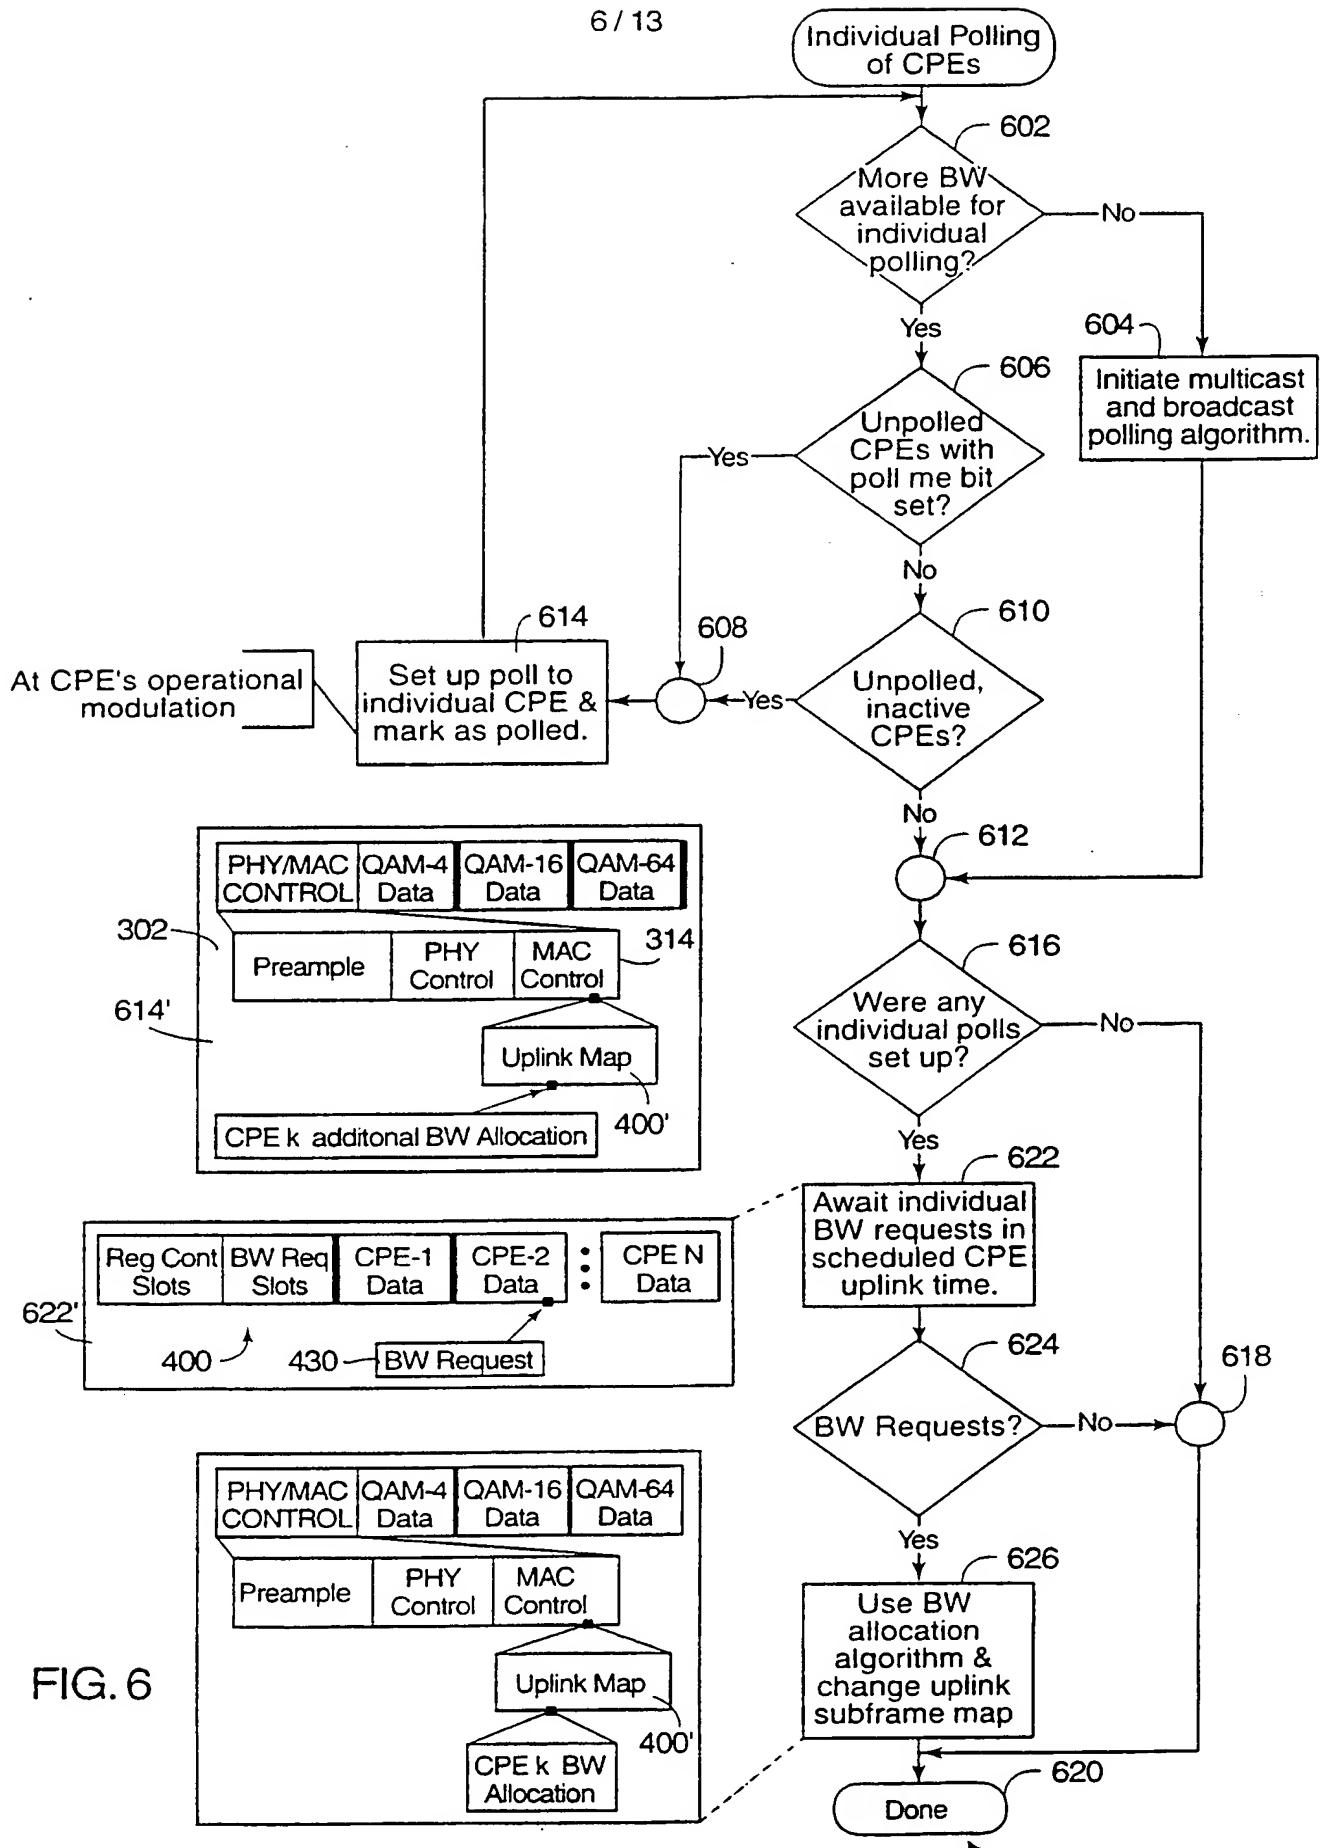 6 / 13
Individual Polling
of CPEs
602
More BW
available for
individual
polling?
No
Yes
604
Initiate multicast
and broadcast
polling algorithm.
606
Unpolled
CPEs with
poll me bit
set?
Yes
No
608
610
Unpolled,
inactive
CPEs?
Yes
No
614
Set up poll to
individual CPE &
mark as polled.
At CPE's operational
modulation
612
616
Were any
individual polls
set up?
No
Yes
622
Await individual
BW requests in
scheduled CPE
uplink time.
624
BW Requests?
No
618
Yes
626
Use BW
allocation
algorithm &
change uplink
subframe map
620
Done
PHY/MAC
CONTROL
QAM-4
Data
QAM-16
Data
QAM-64
Data
302
Preample
PHY
Control
MAC
Control
314
614'
Uplink Map
400'
CPE k additonal BW Allocation
Reg Cont
Slots
BW Req
Slots
CPE-1
Data
CPE-2
Data
CPE N
Data
622'
400
430
BW Request
PHY/MAC
CONTROL
QAM-4
Data
QAM-16
Data
QAM-64
Data
Preample
PHY
Control
MAC
Control
Uplink Map
400'
CPE k BW
Allocation
FIG. 6